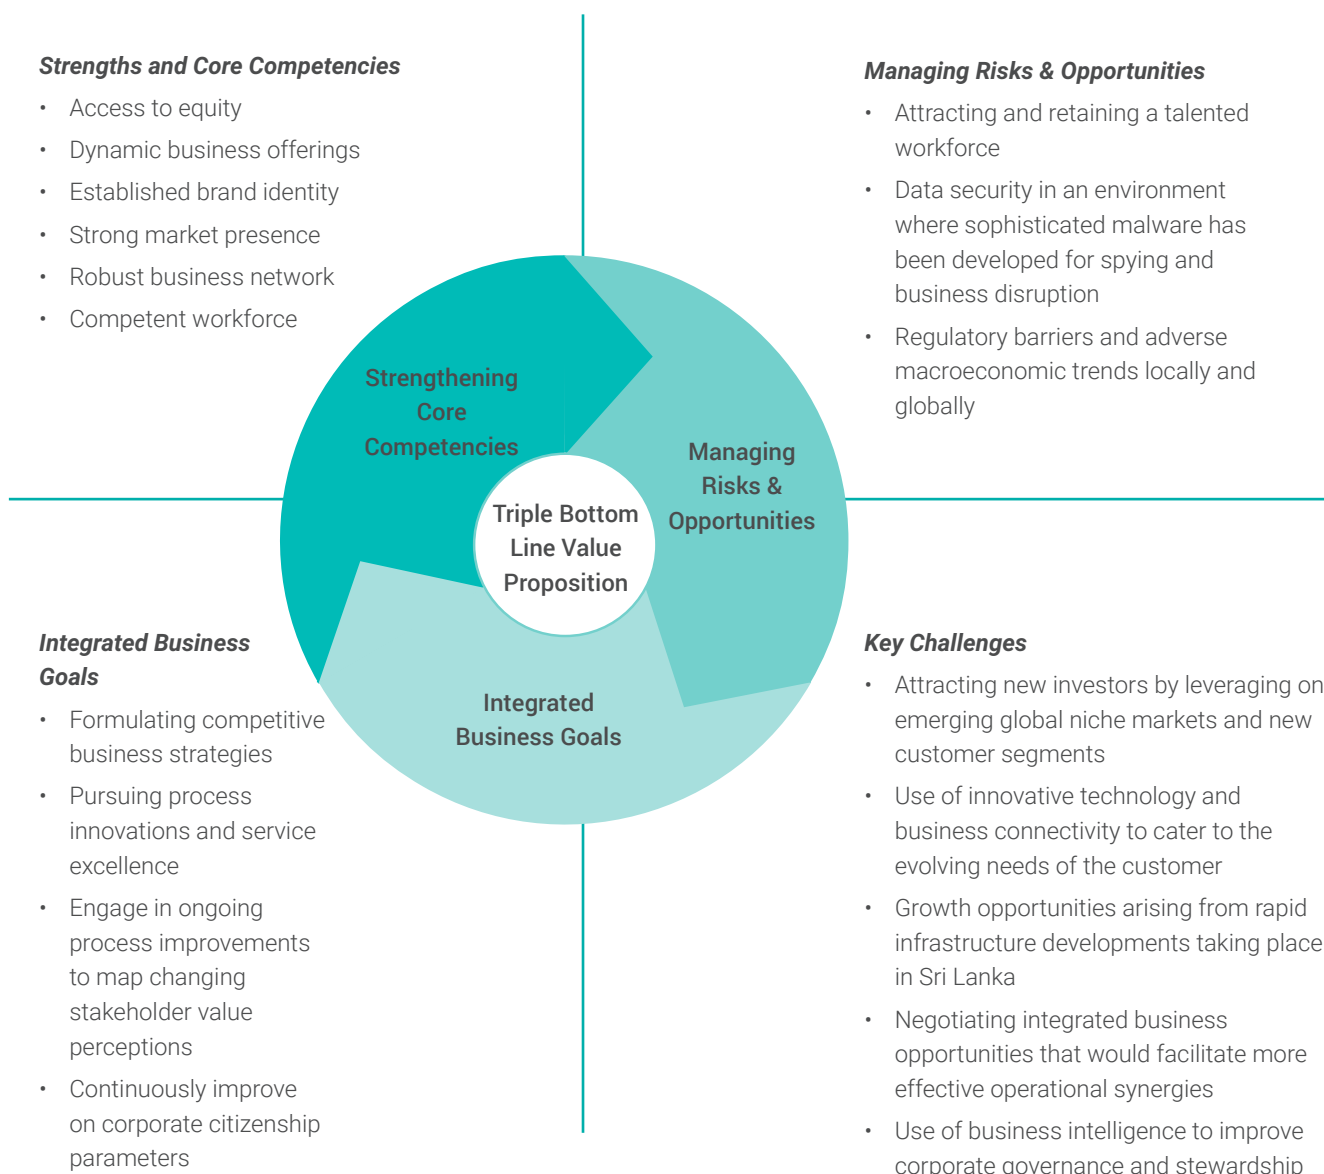 Strengths and Core Competencies
• Access to equity
• Dynamic business offerings
• Established brand identity
• Strong market presence
• Robust business network
• Competent workforce
Managing Risks & Opportunities
• Attracting and retaining a talented
workforce
• Data security in an environment
where sophisticated malware has
been developed for spying and
business disruption
• Regulatory barriers and adverse
macroeconomic trends locally and
globally
Strengthening
Core
Competencies
Managing
Risks &
Opportunities
Triple Bottom
Line Value
Proposition
Integrated
Business Goals
Integrated Business
Goals
• Formulating competitive
business strategies
• Pursuing process
innovations and service
excellence
• Engage in ongoing
process improvements
to map changing
stakeholder value
perceptions
• Continuously improve
on corporate citizenship
parameters
Key Challenges
• Attracting new investors by leveraging on
emerging global niche markets and new
customer segments
• Use of innovative technology and
business connectivity to cater to the
evolving needs of the customer
• Growth opportunities arising from rapid
infrastructure developments taking place
in Sri Lanka
• Negotiating integrated business
opportunities that would facilitate more
effective operational synergies
• Use of business intelligence to improve
corporate governance and stewardship